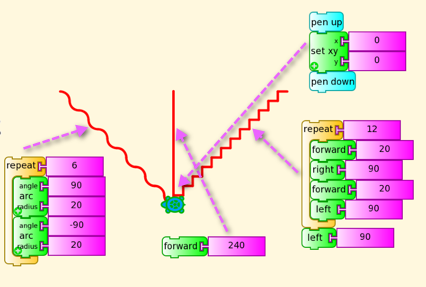 pen up
set xy x 0
y 0
pen down
repeat 12
forward 20
right 90
forward 20
left 90
left 90
repeat 6
arc angle 90
radius 20
arc angle -90
radius 20
forward 240